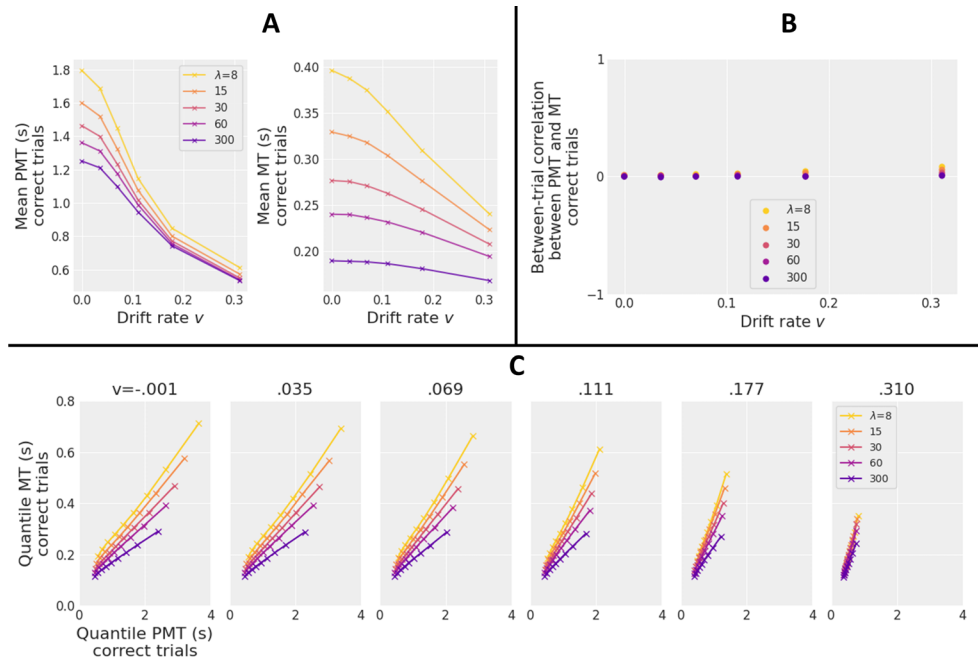 A
1.8
1.6
1.4
1.2
1.0
0.8
0.6
Mean PMT (s)
correct trials
λ=8
15
30
60
300
0.0
0.1
0.2
0.3
Drift rate v
0.40
0.35
0.30
0.25
0.20
Mean MT (s)
correct trials
0.0
0.1
0.2
0.3
Drift rate v
B
1
0
−1
Between-trial correlation
between PMT and MT
correct trials
λ=8
15
30
60
300
0.0
0.1
0.2
0.3
Drift rate v
C
v=-.001
.035
.069
.111
.177
.310
0.8
0.6
0.4
0.2
0.0
Quantile MT (s)
correct trials
λ=8
15
30
60
300
0 2 4
0 2 4
0 2 4
0 2 4
0 2 4
0 2 4
Quantile PMT (s)
correct trials